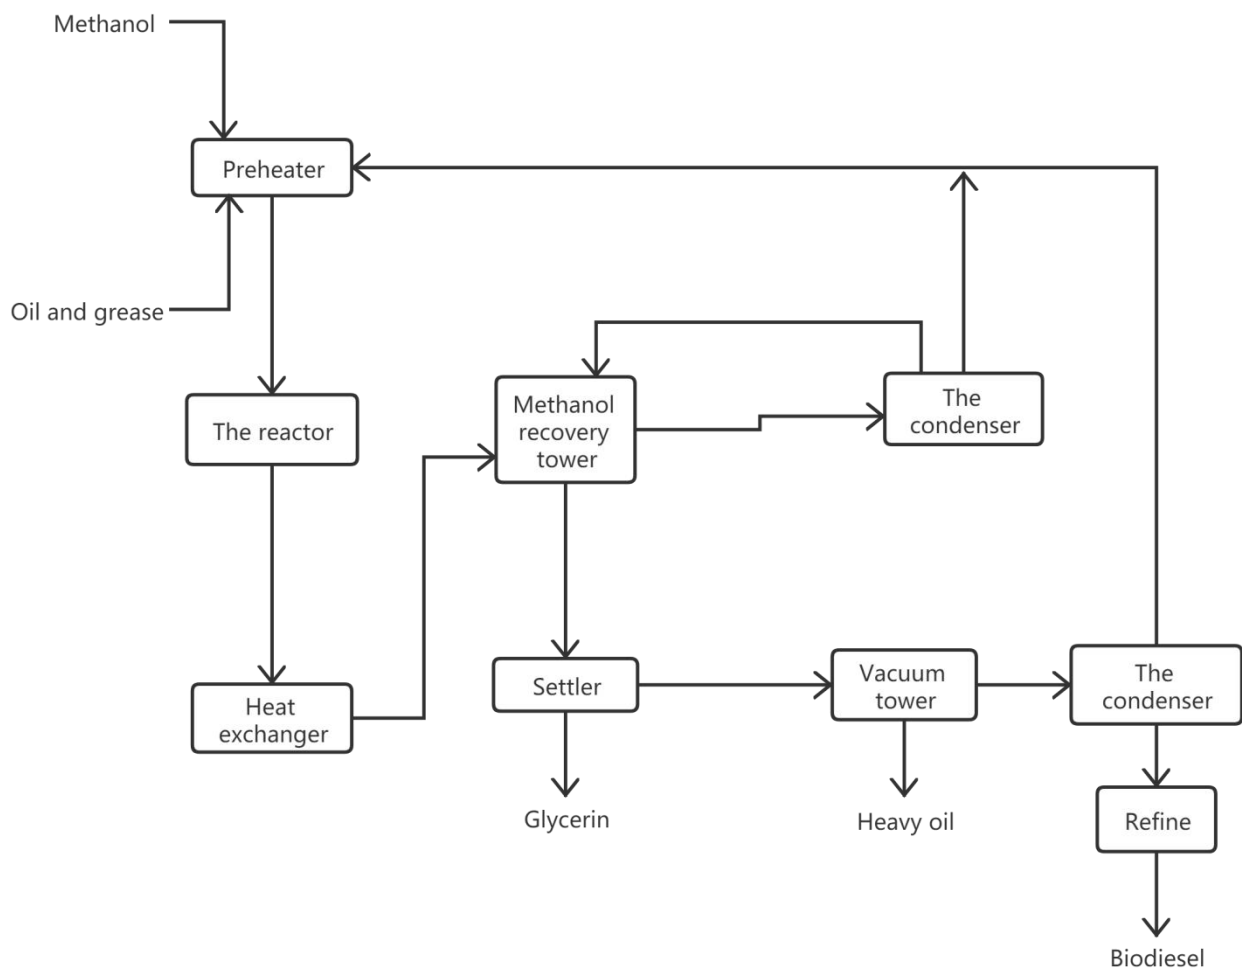 Methanol
Preheater
Oil and grease
The reactor
Methanol
recovery
tower
The
condenser
Heat
exchanger
Settler
Vacuum
tower
The
condenser
Glycerin
Heavy oil
Refine
Biodiesel